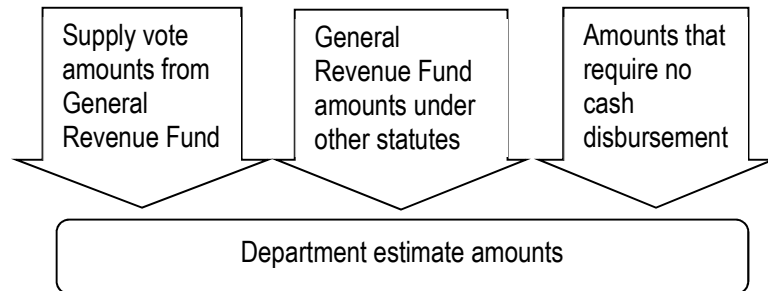 Supply vote
amounts from
General
Revenue Fund
General
Revenue Fund
amounts under
other statutes
Amounts that
require no
cash
disbursement
Department estimate amounts